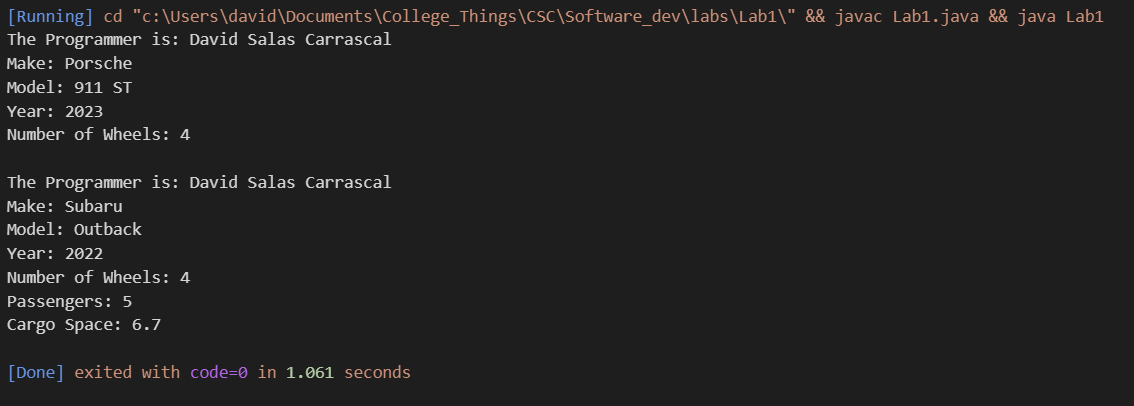 [Running] cd "c:\Users\david\Documents\College_Things\CSC\Software_dev\labs\Lab1\" && javac Lab1.java && java Lab1
The Programmer is: David Salas Carrascal
Make: Porsche
Model: 911 ST
Year: 2023
Number of Wheels: 4

The Programmer is: David Salas Carrascal
Make: Subaru
Model: Outback
Year: 2022
Number of Wheels: 4
Passengers: 5
Cargo Space: 6.7

[Done] exited with code=0 in 1.061 seconds